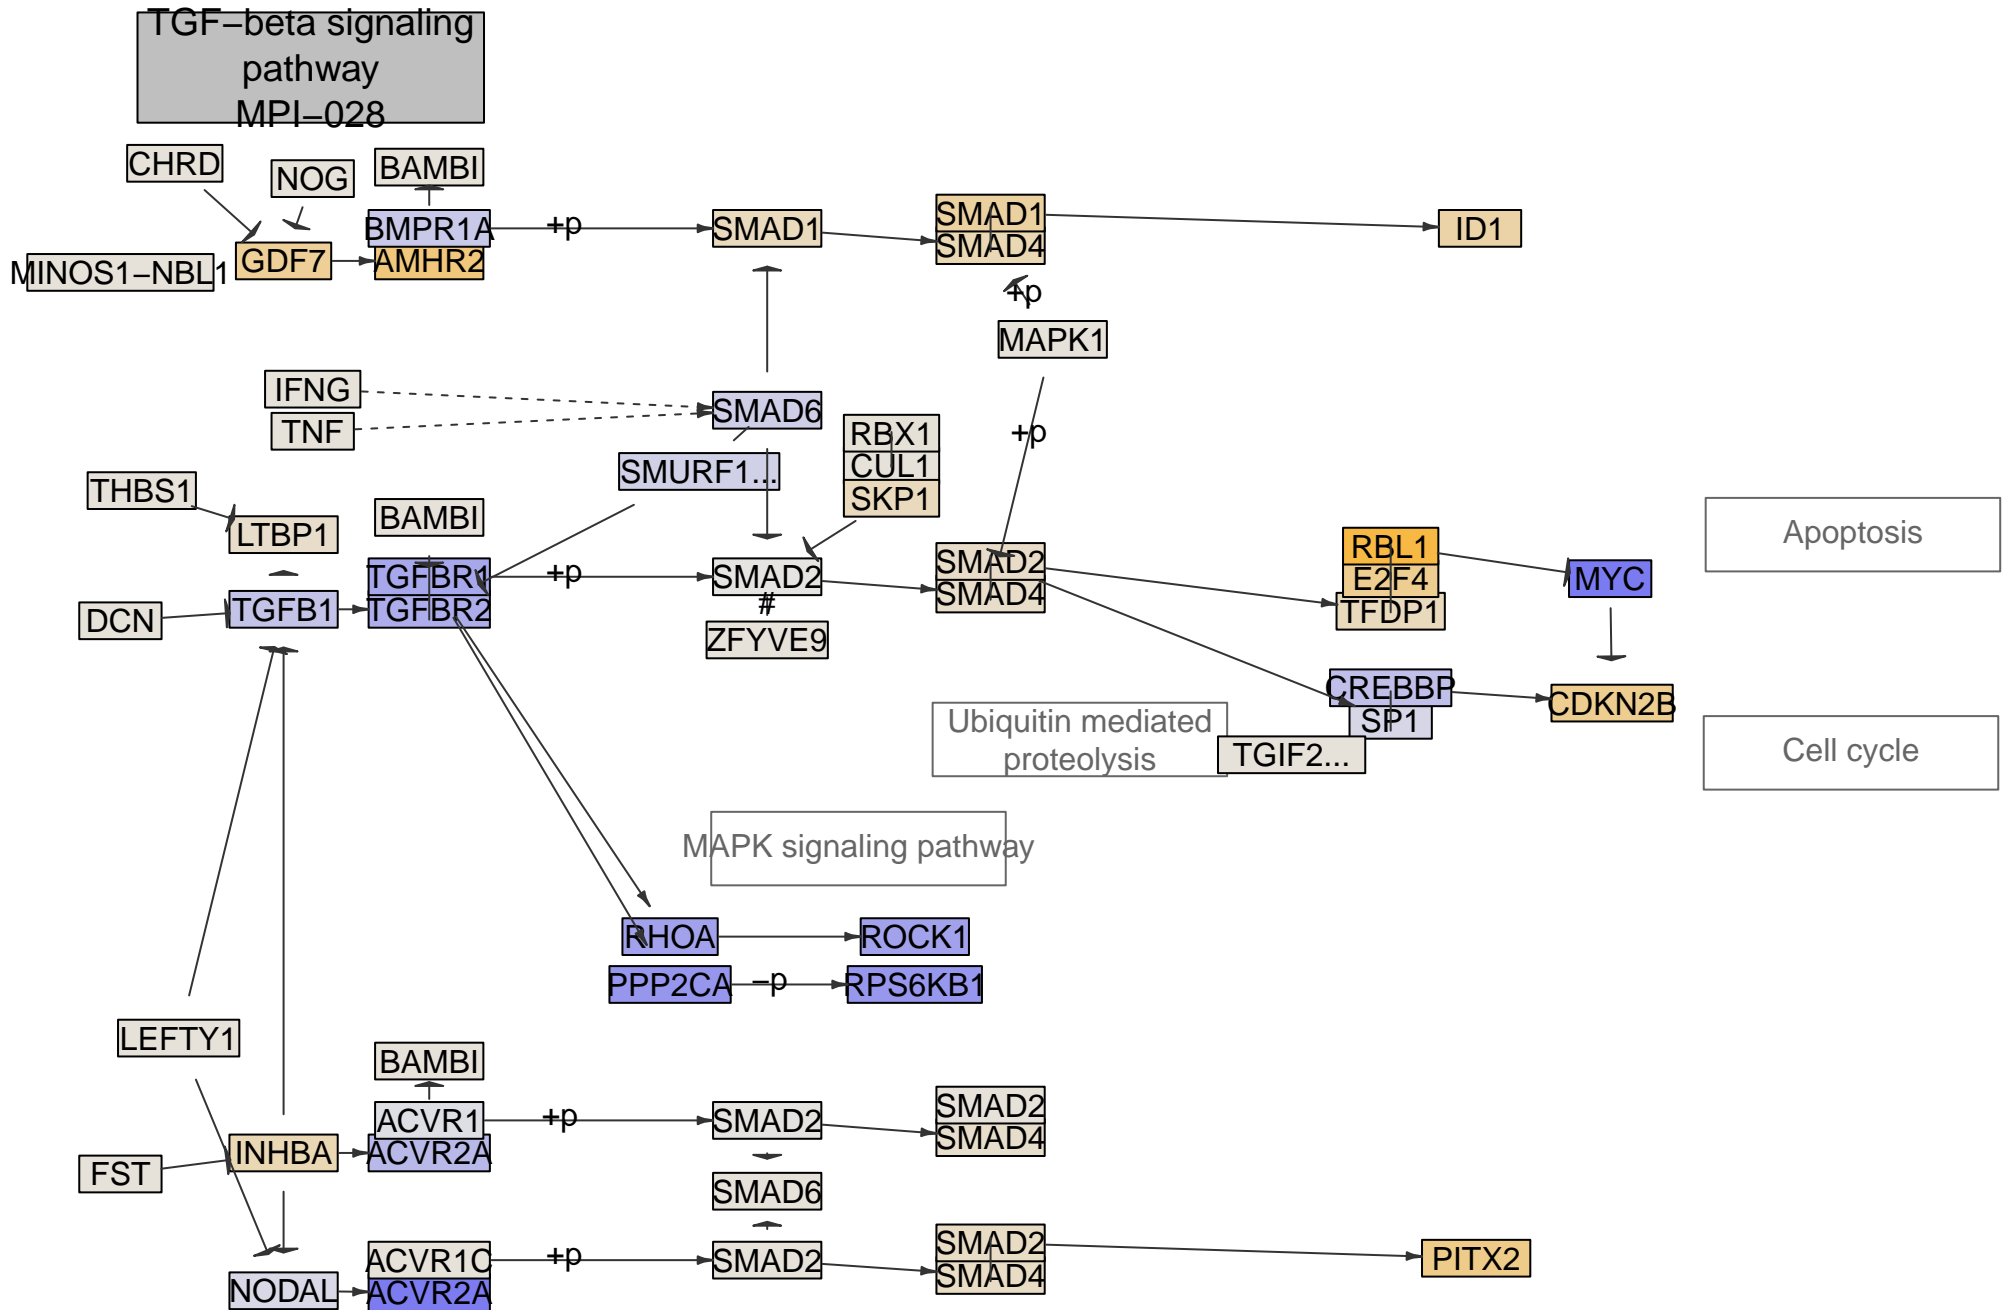 TGF−beta signaling
pathway
MPI−028
CHRD
NOG
BAMBI
BMPR1A
+p
SMAD1
SMAD1
SMAD4
ID1
MINOS1−NBL1
GDF7
AMHR2
+p
MAPK1
IFNG
TNF
SMAD6
+p
RBX1
CUL1
SKP1
SMURF1...
THBS1
LTBP1
BAMBI
TGFBR1
TGFBR2
+p
SMAD2
#
ZFYVE9
SMAD2
SMAD4
RBL1
E2F4
TFDP1
MYC
Apoptosis
DCN
TGFB1
CREBBP
SP1
TGIF2...
CDKN2B
Ubiquitin mediated
proteolysis
Cell cycle
MAPK signaling pathway
RHOA
ROCK1
PPP2CA
−p
RPS6KB1
LEFTY1
BAMBI
ACVR1
ACVR2A
+p
SMAD2
SMAD2
SMAD4
INHBA
FST
SMAD6
ACVR1C
ACVR2A
+p
SMAD2
SMAD2
SMAD4
PITX2
NODAL